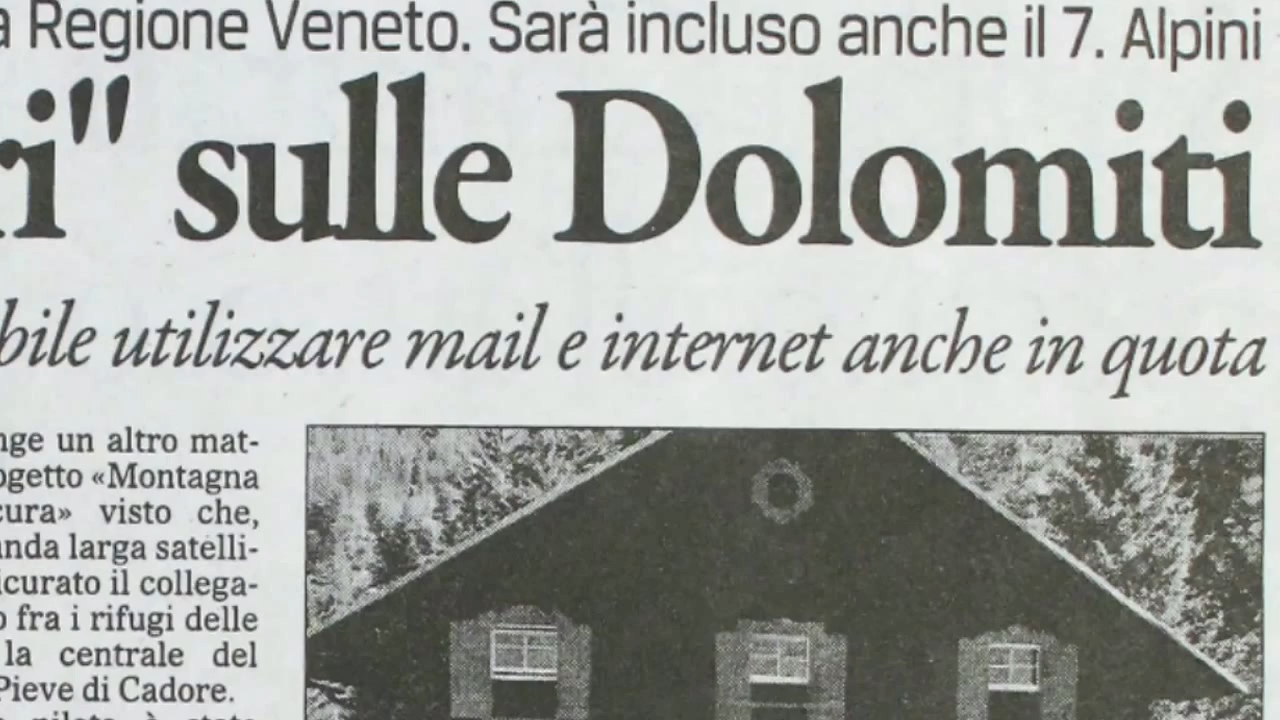 a Regione Veneto. Sarà incluso anche il 7. Alpini
ri" sulle Dolomiti
bile utilizzare mail e internet anche in quota
nge un altro mat-
ogetto «Montagna
cura» visto che,
anda larga satelli-
icurato il collega-
o fra i rifugi delle
la centrale del
Pieve di Cadore.